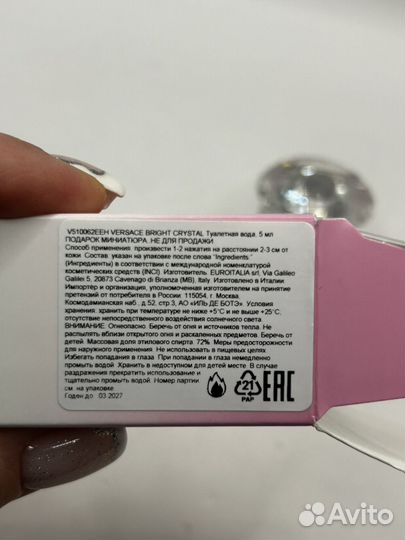 V510062EEH VERSACE BRIGHT CRYSTAL Туалетная вода. 5 мл
ПОДАРОК МИНИАТЮРА. НЕ ДЛЯ ПРОДАЖИ
Способ применения: произвести 1-2 нажатия на расстоянии 2-3 см от
кожи. Состав: указан на упаковке после слова "Ingredients "
(Ингредиенты) в соответствии с международной номенклатурой
косметических средств (INCI). Изготовитель: EUROITALIA srl, Via Galileo
Galilei 5, 20873 Cavenago di Brianza (MB), Italy. Изготовлено в Италии.
Импортёр и организация, уполномоченная изготовителем на принятие
претензий от потребителя в России: 115054, г. Москва,
Космодамианская наб., д.52, стр.3, АО «ИЛЬ ДЕ БОТЭ». Условия
хранения: хранить при температуре не ниже +5°С и не выше +25°С,
отсутствие непосредственного воздействия солнечного света
ВНИМАНИЕ: Огнеопасно. Беречь от огня и источников тепла. Не
распылять вблизи открытого огня и раскаленных предметов. Беречь от
детей. Массовая доля этилового спирта: 72%. Меры предосторожности:
для наружного применения. Не использовать в пищевых целях.
Избегать попадания в глаза. При попадании в глаза немедленно
промыть водой. Хранить в недоступном для детей месте. В случае
раздражения прекратить использование и
тщательно промыть водой. Номер партии:
см. на упаковке
Годен до: 03.2027
21
PAP
EAC
Avito